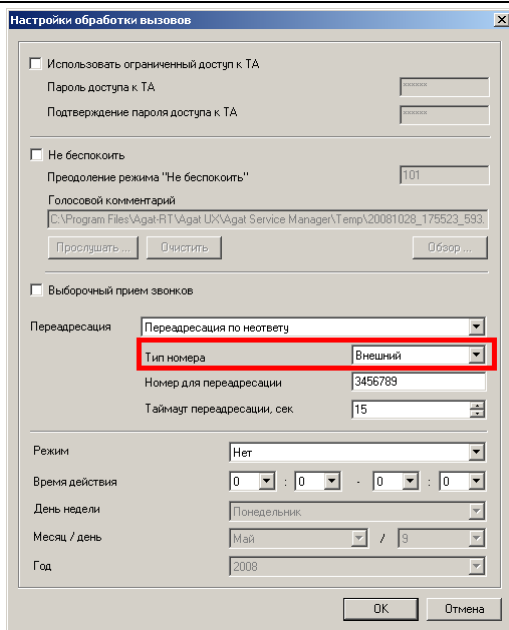 Настройки обработки вызовов
Использовать ограниченный доступ к ТА
Пароль доступа к ТА
Подтверждение пароля доступа к ТА
Не беспокоить
Преодоление режима "Не беспокоить" 101
Голосовой комментарий
C:\Program Files\Agat-RT\Agat UX\Agat Service Manager\Temp\20081028_175523_593.
Прослушать ... Очистить Обзор ...
Выборочный прием звонков
Переадресация Переадресация по неответу
Тип номера Внешний
Номер для переадресации 3456789
Таймаут переадресации, сек 15
Режим Нет
Время действия 0 : 0 - 0 : 0
День недели Понедельник
Месяц / день Май / 9
Год 2008
OK Отмена